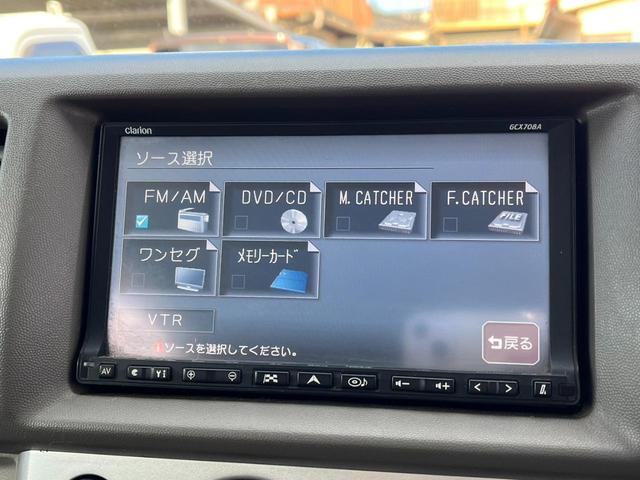 clarion
GCX708A
ソース選択
FM/AM
DVD/CD
M.CATCHER
F.CATCHER
FILE
ワンセグ
メモリーカード
VTR
ソースを選択してください。
戻る
AV